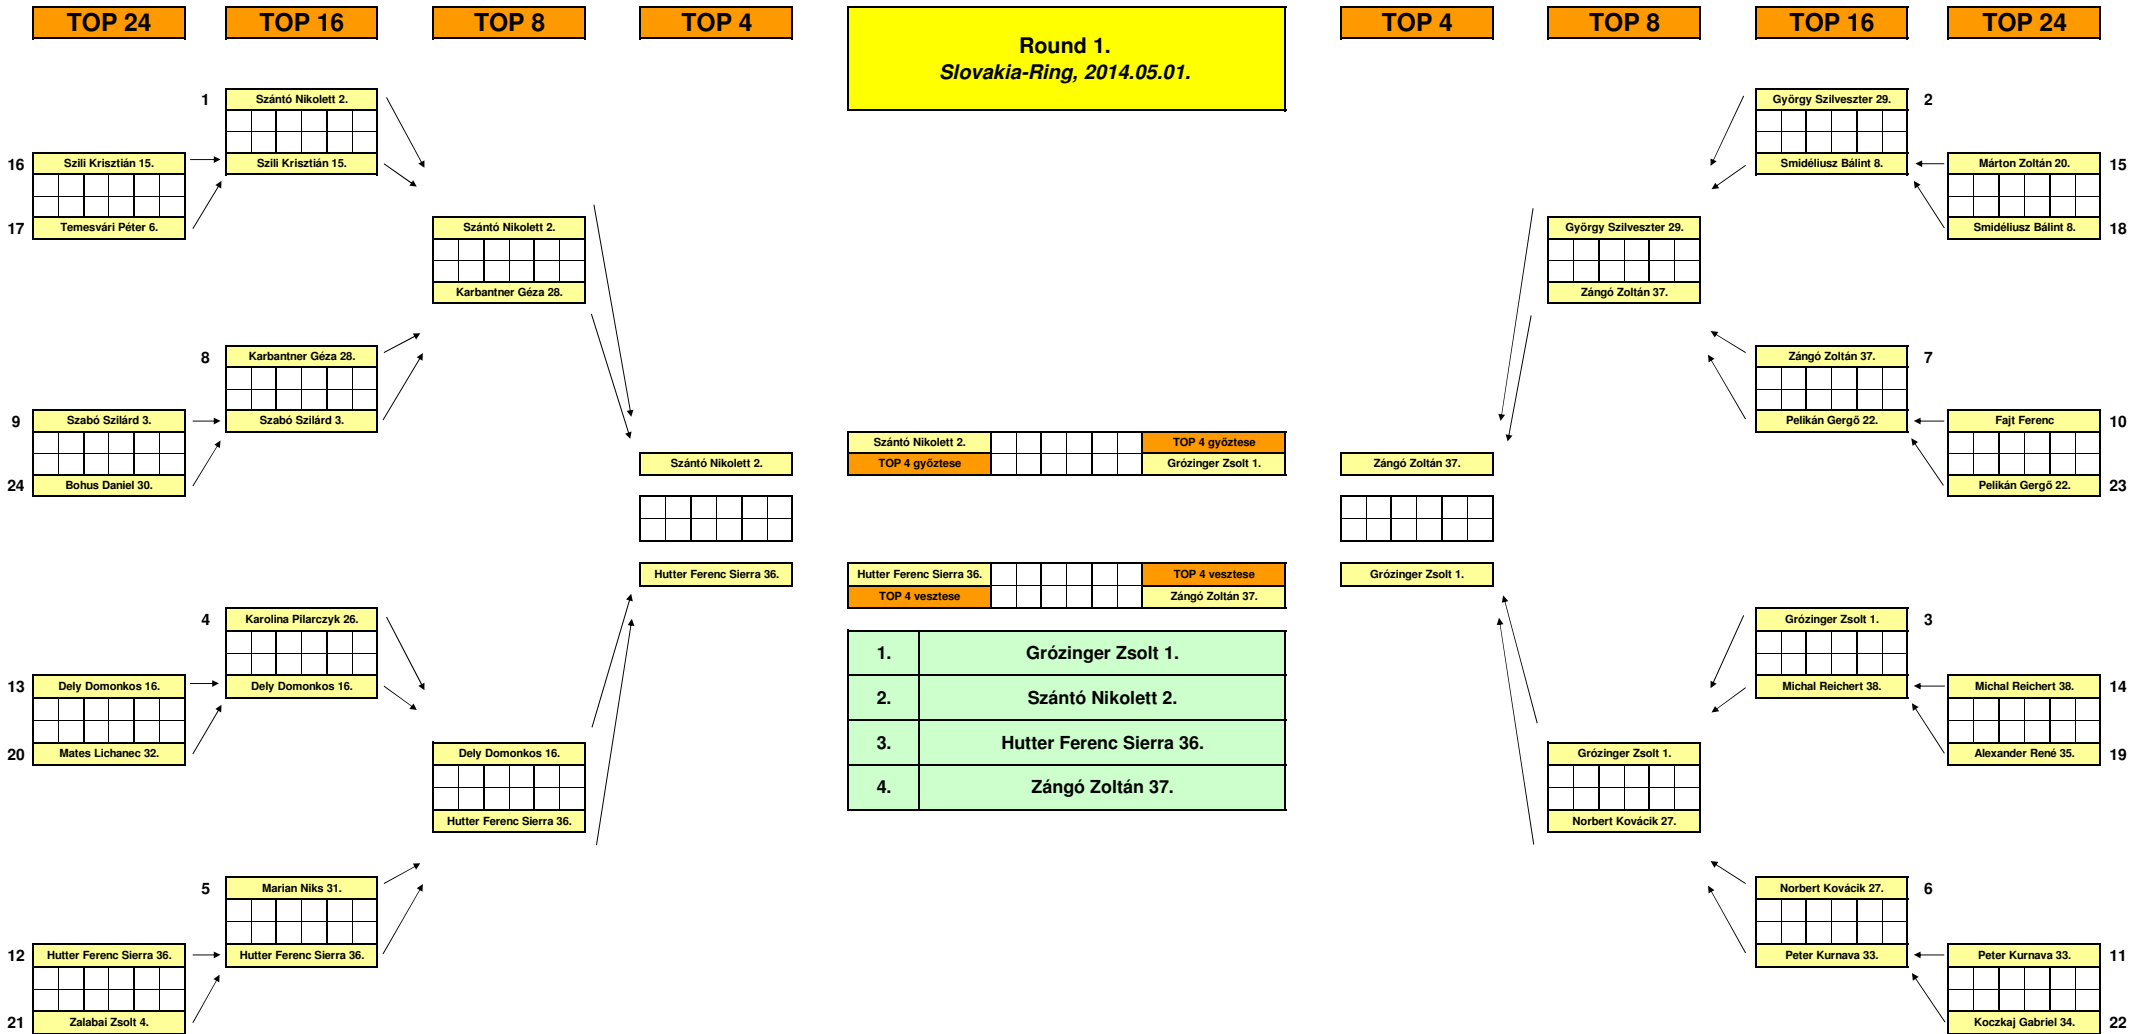 TOP 24 TOP 16 TOP 8 TOP 4 TOP 4 TOP 8 TOP 16 TOP 24
Round 1.
Slovakia-Ring, 2014.05.01.
1 Szántó Nikolett 2. György Szilveszter 29. 2
16 Szili Krisztián 15. Szili Krisztián 15. Smidéliusz Bálint 8. Márton Zoltán 20. 15
17 Temesvári Péter 6. Szántó Nikolett 2. György Szilveszter 29. Smidéliusz Bálint 8. 18
Karbantner Géza 28. Zángó Zoltán 37.
8 Karbantner Géza 28. Zángó Zoltán 37. 7
9 Szabó Szilárd 3. Szabó Szilárd 3. Pelikán Gergő 22. Fajt Ferenc 10
Szántó Nikolett 2. TOP 4 győztese
Szántó Nikolett 2. TOP 4 győztese Grózinger Zsolt 1. Zángó Zoltán 37.
24 Bohus Daniel 30. Pelikán Gergő 22. 23
Hutter Ferenc Sierra 36. Hutter Ferenc Sierra 36. TOP 4 vesztese Grózinger Zsolt 1.
TOP 4 vesztese Zángó Zoltán 37.
4 Karolina Pilarczyk 26. Grózinger Zsolt 1. 3
1. Grózinger Zsolt 1.
13 Dely Domonkos 16. Dely Domonkos 16. Michal Reichert 38. Michal Reichert 38. 14
2. Szántó Nikolett 2.
3. Hutter Ferenc Sierra 36.
20 Mates Lichanec 32. Dely Domonkos 16. Grózinger Zsolt 1. Alexander René 35. 19
4. Zángó Zoltán 37.
Hutter Ferenc Sierra 36. Norbert Kovácik 27.
5 Marian Niks 31. Norbert Kovácik 27. 6
12 Hutter Ferenc Sierra 36. Hutter Ferenc Sierra 36. Peter Kurnava 33. Peter Kurnava 33. 11
21 Zalabai Zsolt 4. Koczkaj Gabriel 34. 22